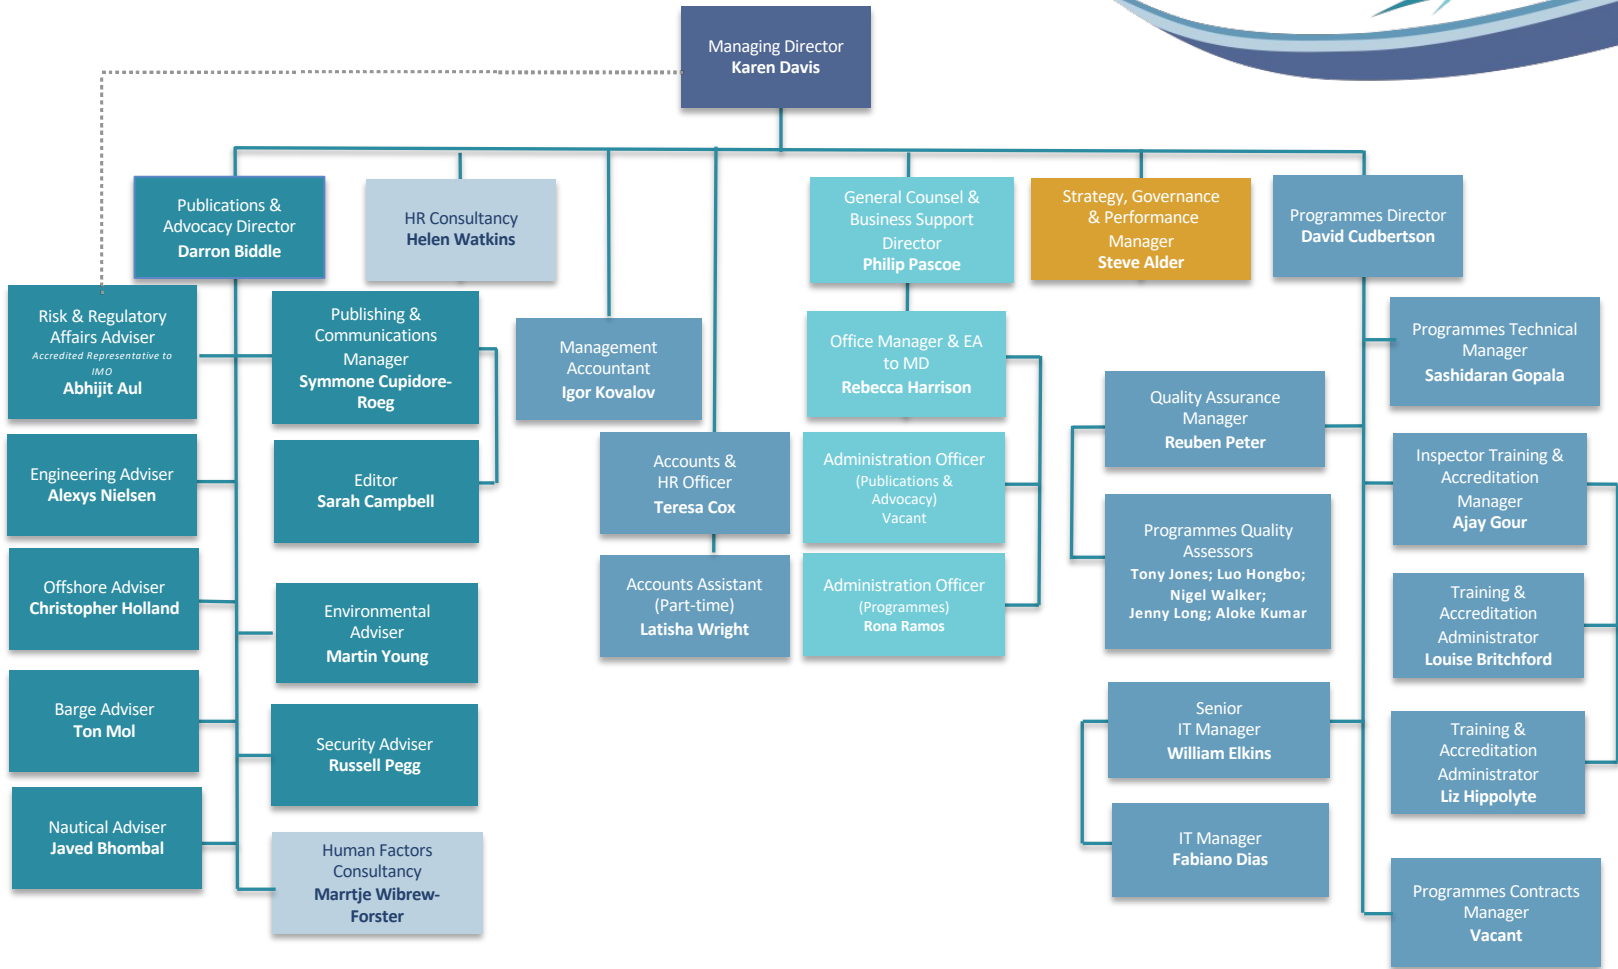 Managing Director
Karen Davis
Publications &
Advocacy Director
Darron Biddle
HR Consultancy
Helen Watkins
General Counsel &
Business Support
Director
Philip Pascoe
Strategy, Governance
& Performance
Manager
Steve Alder
Programmes Director
David Cudbertson
Risk & Regulatory
Affairs Adviser
Accredited Representative to
IMO
Abhijit Aul
Publishing &
Communications
Manager
Symmone Cupidore-
Roeg
Management
Accountant
Igor Kovalov
Office Manager & EA
to MD
Rebecca Harrison
Programmes Technical
Manager
Sashidaran Gopala
Quality Assurance
Manager
Reuben Peter
Engineering Adviser
Alexys Nielsen
Editor
Sarah Campbell
Accounts &
HR Officer
Teresa Cox
Administration Officer
(Publications &
Advocacy)
Vacant
Inspector Training &
Accreditation
Manager
Ajay Gour
Programmes Quality
Assessors
Tony Jones; Luo Hongbo;
Nigel Walker;
Jenny Long; Aloke Kumar
Offshore Adviser
Christopher Holland
Environmental
Adviser
Martin Young
Accounts Assistant
(Part-time)
Latisha Wright
Administration Officer
(Programmes)
Rona Ramos
Training &
Accreditation
Administrator
Louise Britchford
Barge Adviser
Ton Mol
Security Adviser
Russell Pegg
Senior
IT Manager
William Elkins
Training &
Accreditation
Administrator
Liz Hippolyte
Nautical Adviser
Javed Bhombal
Human Factors
Consultancy
Marrtje Wibrew-
Forster
IT Manager
Fabiano Dias
Programmes Contracts
Manager
Vacant